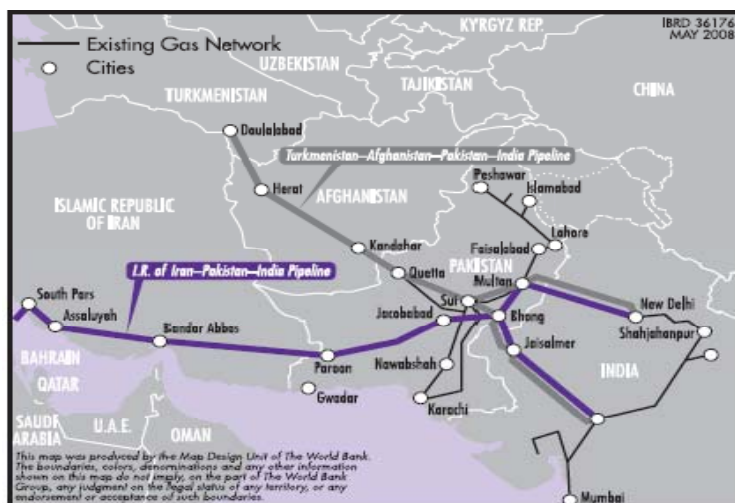 KYRGYZ REP.
IBRD 36176
MAY 2008
Existing Gas Network
Cities
UZBEKISTAN
TAJIKISTAN
CHINA
TURKMENISTAN
Daulalabad
Turkmenistan–Afghanistan–Pakistan–India Pipeline
Peshawar
Islamabad
Herat
AFGHANISTAN
ISLAMIC REPUBLIC
OF IRAN
Lahore
Kandahar
Faisalabad
Quetta
PAKISTAN
I.R. of Iran–Pakistan–India Pipeline
Multan
South Pars
Sui
New Delhi
Assaluyah
Jacobabad
Bhong
Shahjahanpur
Bandar Abbas
Jaisalmer
BAHRAIN
Paroon
Nawabshah
INDIA
QATAR
Gwadar
Karachi
SAUDI
ARABIA
U.A.E.
OMAN
This map was produced by the Map Design Unit of The World Bank.
The boundaries, colors, denominations and any other information
shown on this map do not imply, on the part of The World Bank
Group, any judgment on the legal status of any territory, or any
endorsement or acceptance of such boundaries.
Mumbai